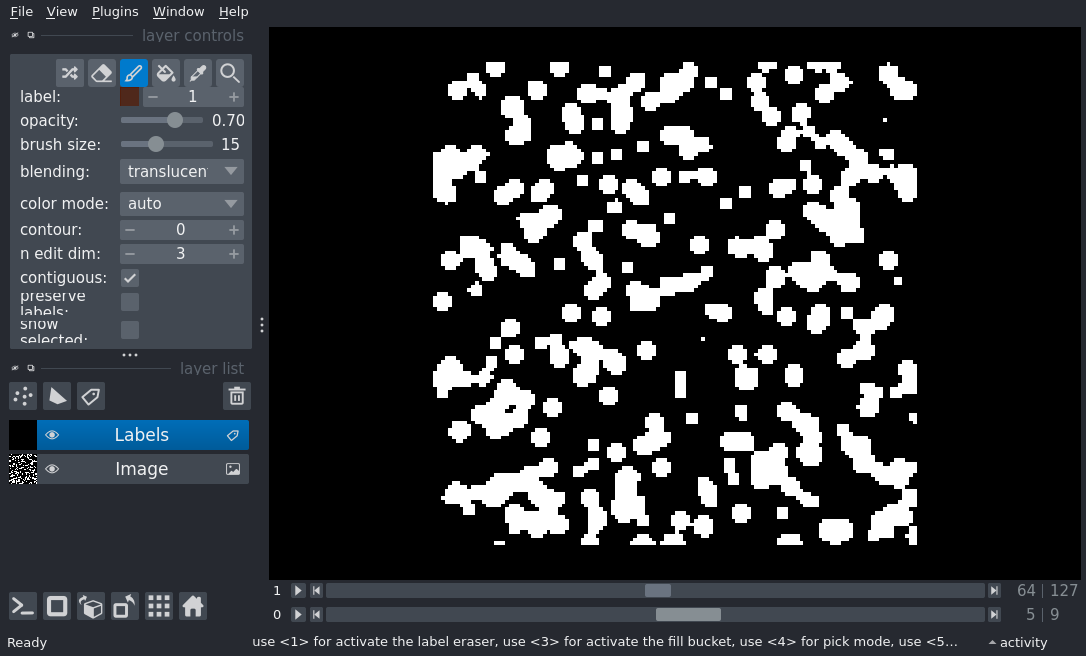 File View Plugins Window Help
layer controls
label: 1
opacity: 0.70
brush size: 15
blending: translucen
color mode: auto
contour: 0
n edit dim: 3
contiguous:
preserve
labels:
show
selected:
layer list
Labels
Image
1 64 127
0 5 9
Ready use <1> for activate the label eraser, use <3> for activate the fill bucket, use <4> for pick mode, use <5... activity